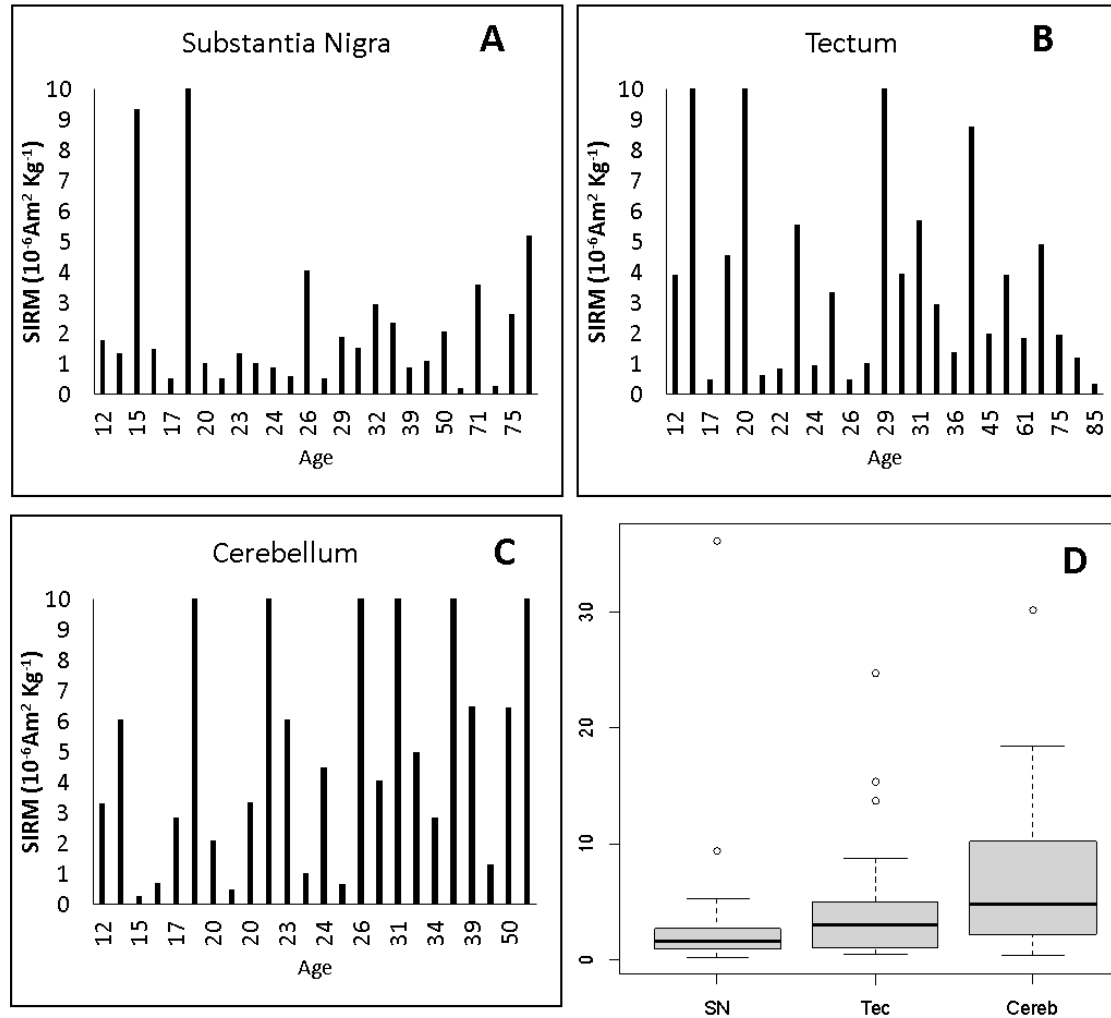 Substantia Nigra
A
SIRM (10⁻⁶Am² Kg⁻¹)
10
9
8
7
6
5
4
3
2
1
0
12 15 17 20 23 24 26 29 32 39 50 71 75
Age
Tectum
B
SIRM (10⁻⁶Am² Kg⁻¹)
10
9
8
7
6
5
4
3
2
1
0
12 17 20 22 24 26 29 31 36 45 61 75 85
Age
Cerebellum
C
SIRM (10⁻⁶Am² Kg⁻¹)
10
9
8
7
6
5
4
3
2
1
0
12 15 17 20 20 23 24 26 31 34 39 50
Age
D
30
20
10
0
SN Tec Cereb